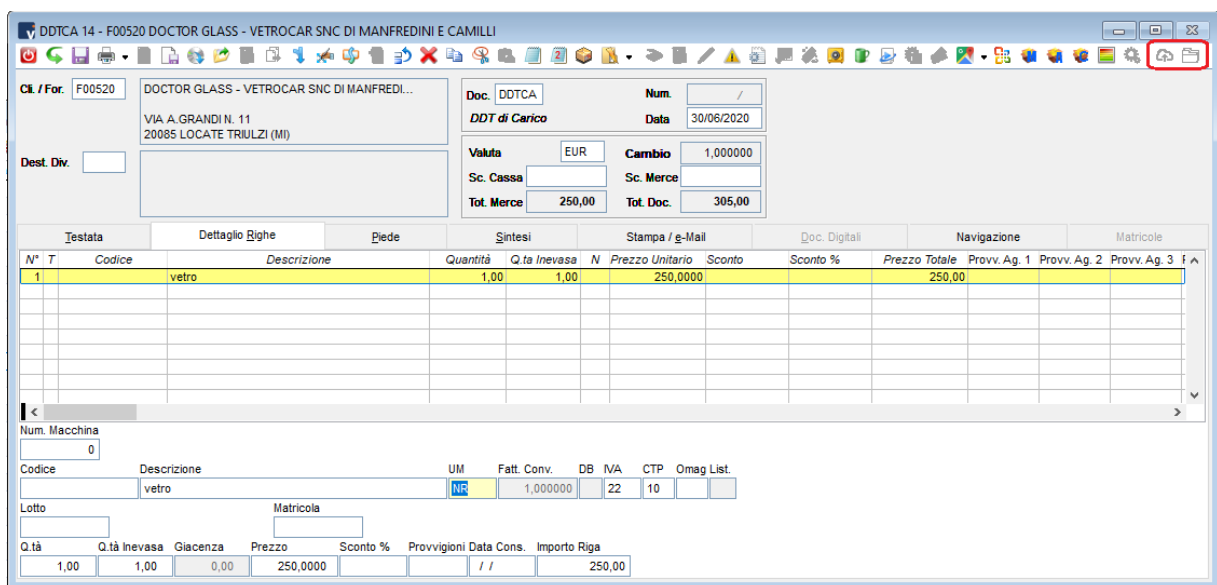 DDTCA 14 - F00520 DOCTOR GLASS - VETROCAR SNC DI MANFREDINI E CAMILLI
Cli. / For. F00520 DOCTOR GLASS - VETROCAR SNC DI MANFREDI... Doc. DDTCA Num. /
VIA A.GRANDI N. 11 DDT di Carico Data 30/06/2020
20085 LOCATE TRIULZI (MI)
Dest. Div. Valuta EUR Cambio 1,000000
Sc. Cassa Sc. Merce
Tot. Merce 250,00 Tot. Doc. 305,00
Testata Dettaglio Righe Piede Sintesi Stampa / e-Mail Doc. Digitali Navigazione Matricole
N° T Codice Descrizione Quantità Q.ta Inevasa N Prezzo Unitario Sconto Sconto % Prezzo Totale Provv. Ag. 1 Provv. Ag. 2 Provv. Ag. 3
1 vetro 1,00 1,00 250,0000 250,00
Num. Macchina
0
Codice Descrizione UM Fatt. Conv. DB IVA CTP Omag List.
vetro NR 1,000000 22 10
Lotto Matricola
Q.tà Q.tà Inevasa Giacenza Prezzo Sconto % Provvigioni Data Cons. Importo Riga
1,00 1,00 0,00 250,0000 / / 250,00